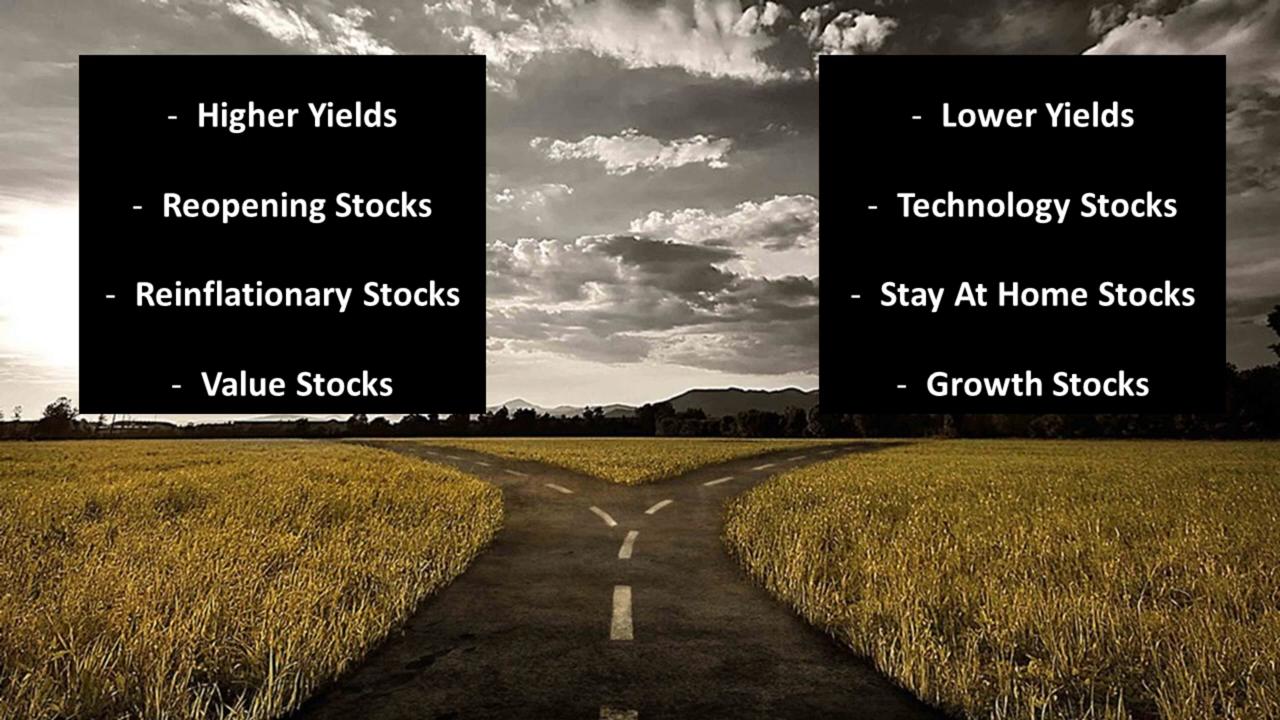 - Higher Yields
- Reopening Stocks
- Reinflationary Stocks
- Value Stocks
- Lower Yields
- Technology Stocks
- Stay At Home Stocks
- Growth Stocks